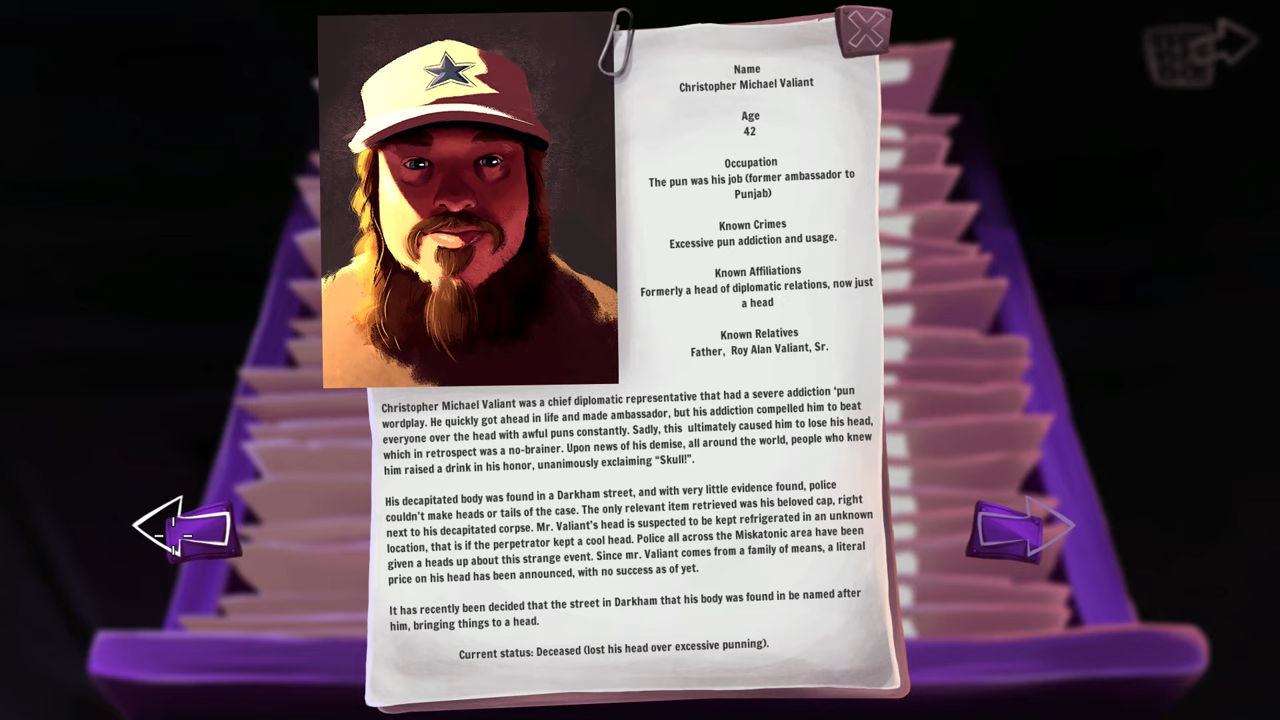 Name
Christopher Michael Valiant
Age
42
Occupation
The pun was his job (former ambassador to
Punjab)
Known Crimes
Excessive pun addiction and usage.
Known Affiliations
Formerly a head of diplomatic relations, now just
a head
Known Relatives
Father, Roy Alan Valiant, Sr.
Christopher Michael Valiant was a chief diplomatic representative that had a severe addiction ‘pun
wordplay. He quickly got ahead in life and made ambassador, but his addiction compelled him to beat
everyone over the head with awful puns constantly. Sadly, this ultimately caused him to lose his head,
which in retrospect was a no-brainer. Upon news of his demise, all around the world, people who knew
him raised a drink in his honor, unanimously exclaiming “Skull!”.
His decapitated body was found in a Darkham street, and with very little evidence found, police
couldn’t make heads or tails of the case. The only relevant item retrieved was his beloved cap, right
next to his decapitated corpse. Mr. Valiant’s head is suspected to be kept refrigerated in an unknown
location, that is if the perpetrator kept a cool head. Police all across the Miskatonic area have been
given a heads up about this strange event. Since mr. Valiant comes from a family of means, a literal
price on his head has been announced, with no success as of yet.
It has recently been decided that the street in Darkham that his body was found in be named after
him, bringing things to a head.
Current status: Deceased (lost his head over excessive punning).